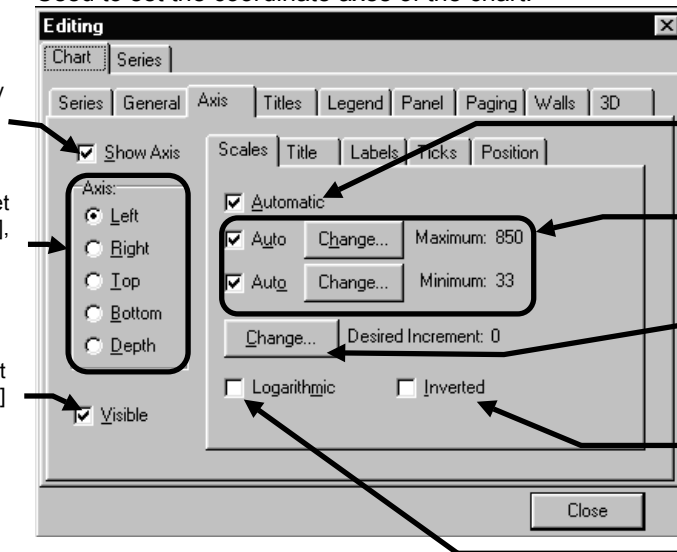 Used to set the coordinate axes of the chart.
Editing
Chart Series
Series General Axis Titles Legend Panel Paging Walls 3D
Show Axis
Scales Title Labels Ticks Position
Axis:
Left
Right
Top
Bottom
Depth
Visible
Automatic
Auto Change... Maximum: 850
Auto Change... Minimum: 33
Change... Desired Increment: 0
Logarithmic Inverted
Close